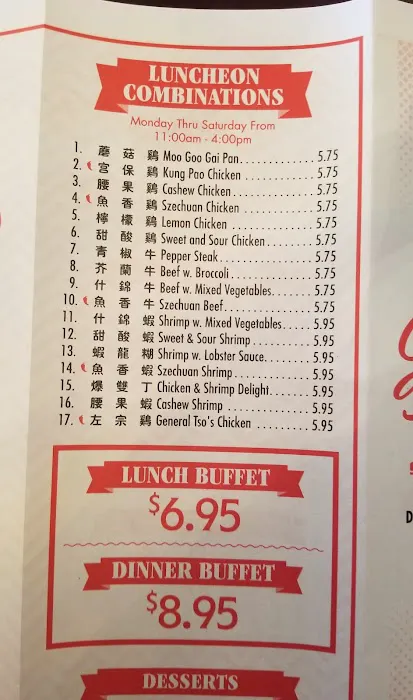 LUNCHEON
COMBINATIONS
Monday Thru Saturday From
11:00am - 4:00pm
1. 蘑菇鷄 Moo Goo Gai Pan............ 5.75
2. 宮保鷄 Kung Pao Chicken ............ 5.75
3. 腰果鷄 Cashew Chicken.............. 5.75
4. 魚香鷄 Szechuan Chicken ............ 5.75
5. 檸檬鷄 Lemon Chicken .............. 5.75
6. 甜酸鷄 Sweet and Sour Chicken........ 5.75
7. 青椒牛 Pepper Steak................ 5.75
8. 芥蘭牛 Beef w. Broccoli.............. 5.75
9. 什錦牛 Beef w. Mixed Vegetables....... 5.75
10. 魚香牛 Szechuan Beef............... 5.75
11. 什錦蝦 Shrimp w. Mixed Vegetables..... 5.95
12. 甜酸蝦 Sweet & Sour Shrimp .......... 5.95
13. 蝦龍糊 Shrimp w. Lobster Sauce........ 5.95
14. 魚香蝦 Szechuan Shrimp............. 5.95
15. 爆雙丁 Chicken & Shrimp Delight....... 5.95
16. 腰果蝦 Cashew Shrimp .............. 5.95
17. 左宗鷄 General Tso's Chicken ......... 5.95
LUNCH BUFFET
$6.95
DINNER BUFFET
$8.95
DESSERTS